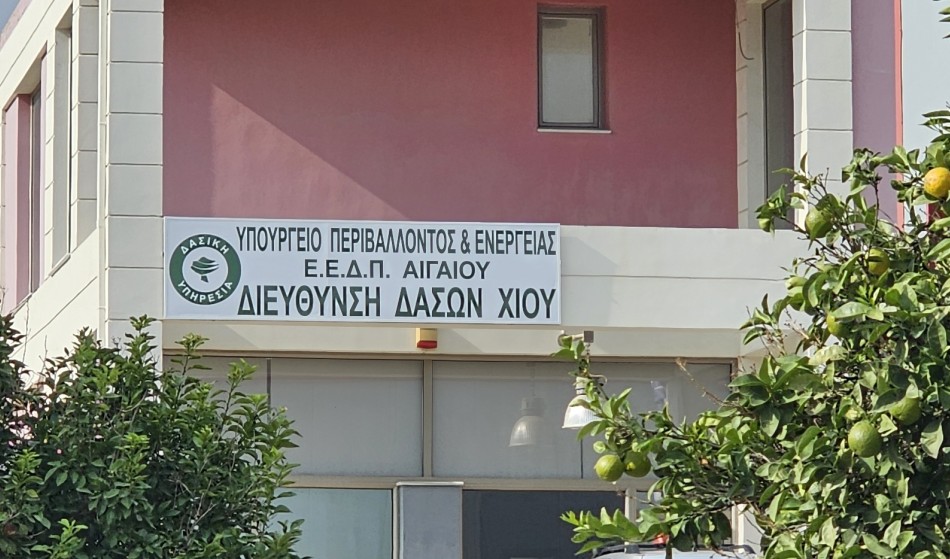 ΔΑΣΙΚΗ
ΥΠΗΡΕΣΙΑ
ΥΠΟΥΡΓΕΙΟ ΠΕΡΙΒΑΛΛΟΝΤΟΣ & ΕΝΕΡΓΕΙΑΣ
Ε.Ε.Δ.Π. ΑΙΓΑΙΟΥ
ΔΙΕΥΘΥΝΣΗ ΔΑΣΩΝ ΧΙΟΥ